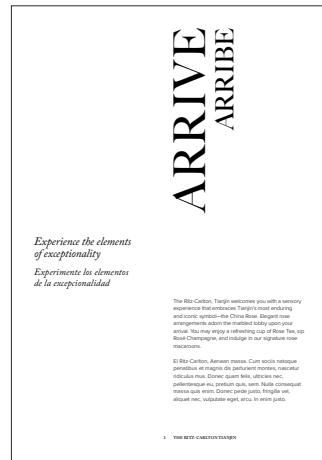 ARRIVE
ARRIBE
Experience the elements
of exceptionality
Experimente los elementos
de la excepcionalidad
The Ritz-Carlton, Tianjin welcomes you with a sensory
experience that embraces Tianjin's most enduring
and iconic symbol—the China Rose. Elegant rose
arrangements adorn the marbled lobby upon your
arrival. You may enjoy a refreshing cup of Rose Tea, sip
Rosé Champagne, and indulge in our signature rose
macaroons.
El Ritz-Carlton, Aenean massa. Cum sociis natoque
penatibus et magnis dis parturient montes, nascetur
ridiculus mus. Donec quam felis, ultricies nec,
pellentesque eu, pretium quis, sem. Nulla consequat
massa quis enim. Donec pede justo, fringilla vel,
aliquet nec, vulputate eget, arcu. In enim justo.
THE RITZ-CARLTON TIANJIN